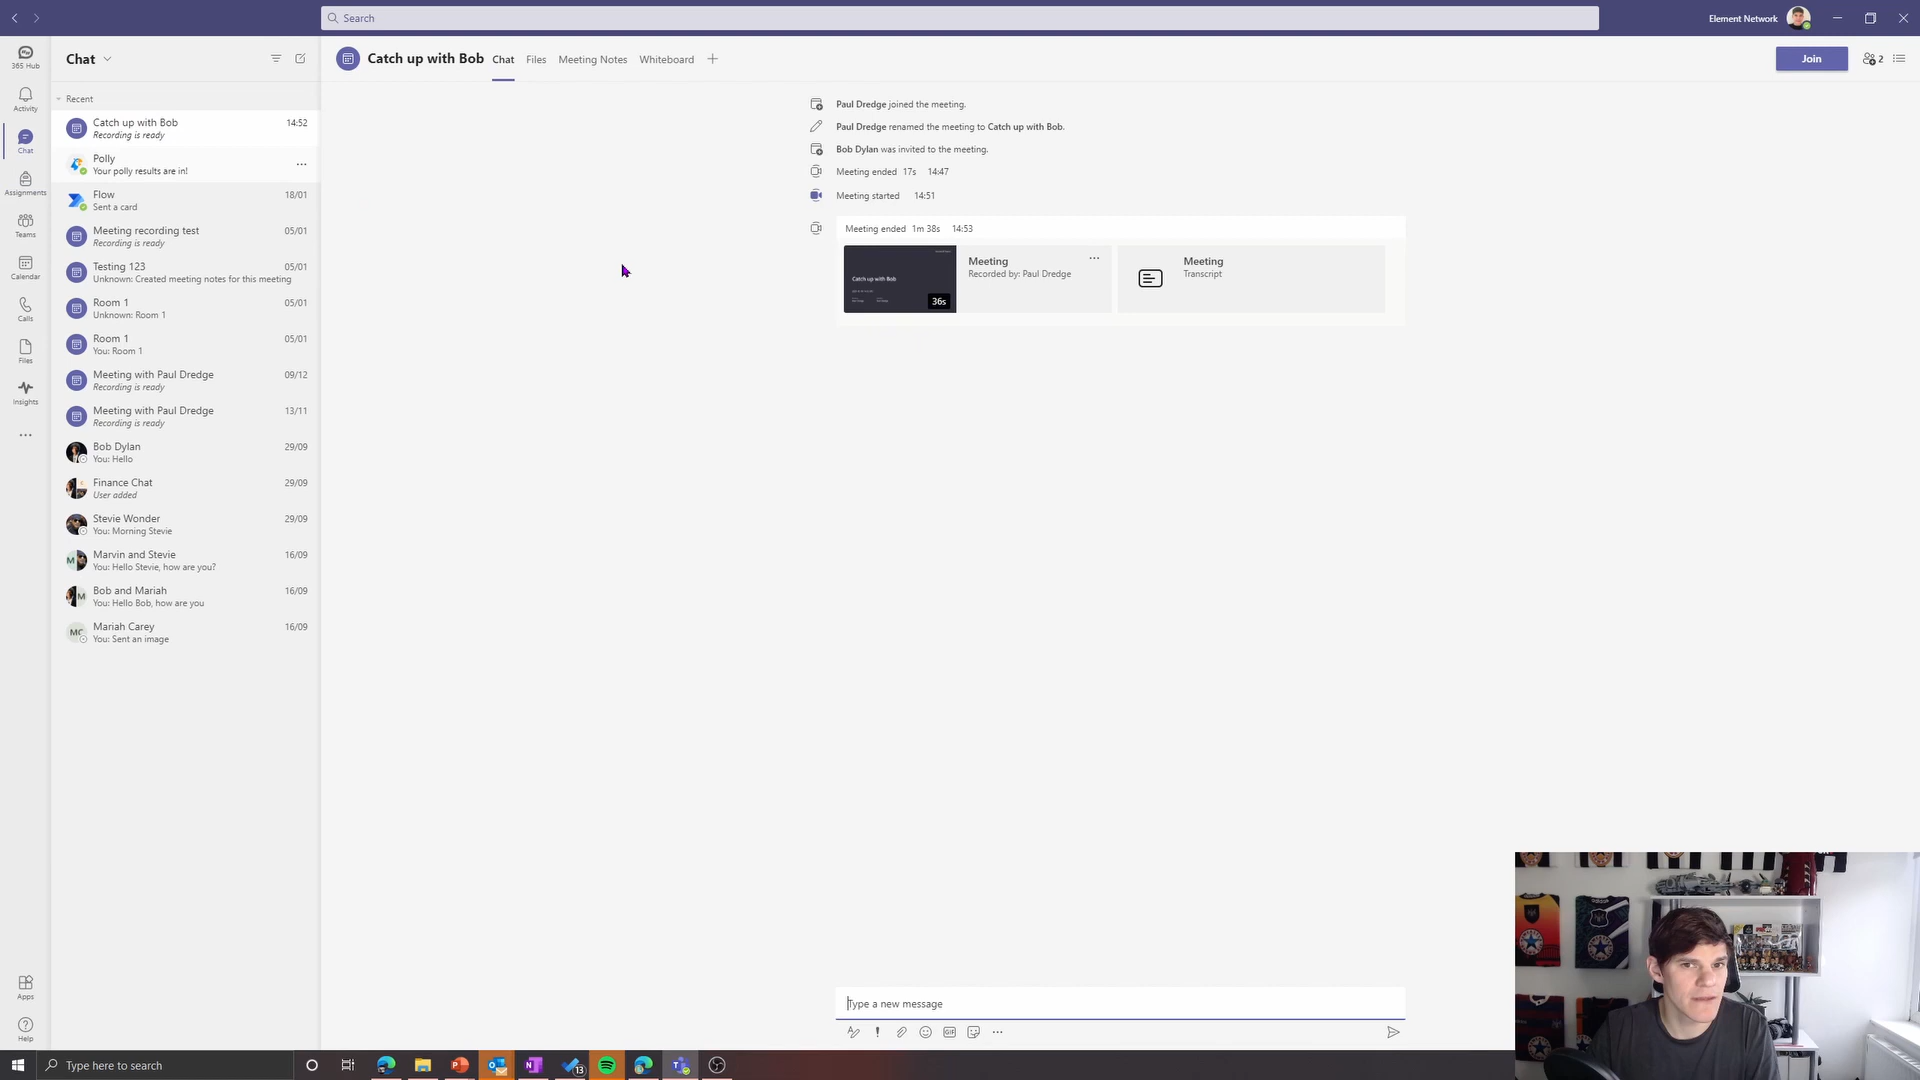 Search
Element Network
365 Hub
Activity
Chat
Assignments
Teams
Calendar
Calls
Files
Insights
Apps
Help
Chat
Recent
Catch up with Bob 14:52
Recording is ready
Polly
Your polly results are in!
Flow 18/01
Sent a card
Meeting recording test 05/01
Recording is ready
Testing 123 05/01
Unknown: Created meeting notes for this meeting
Room 1 05/01
Unknown: Room 1
Room 1 05/01
You: Room 1
Meeting with Paul Dredge 09/12
Recording is ready
Meeting with Paul Dredge 13/11
Recording is ready
Bob Dylan 29/09
You: Hello
Finance Chat 29/09
User added
Stevie Wonder 29/09
You: Morning Stevie
Marvin and Stevie 16/09
You: Hello Stevie, how are you?
Bob and Mariah 16/09
You: Hello Bob, how are you
MC
Mariah Carey 16/09
You: Sent an image
Catch up with Bob Chat Files Meeting Notes Whiteboard
Join 2
Paul Dredge joined the meeting.
Paul Dredge renamed the meeting to Catch up with Bob.
Bob Dylan was invited to the meeting.
Meeting ended 17s 14:47
Meeting started 14:51
Meeting ended 1m 38s 14:53
Catch up with Bob
36s
Meeting
Recorded by: Paul Dredge
Meeting
Transcript
Type a new message
GIF
Type here to search
13